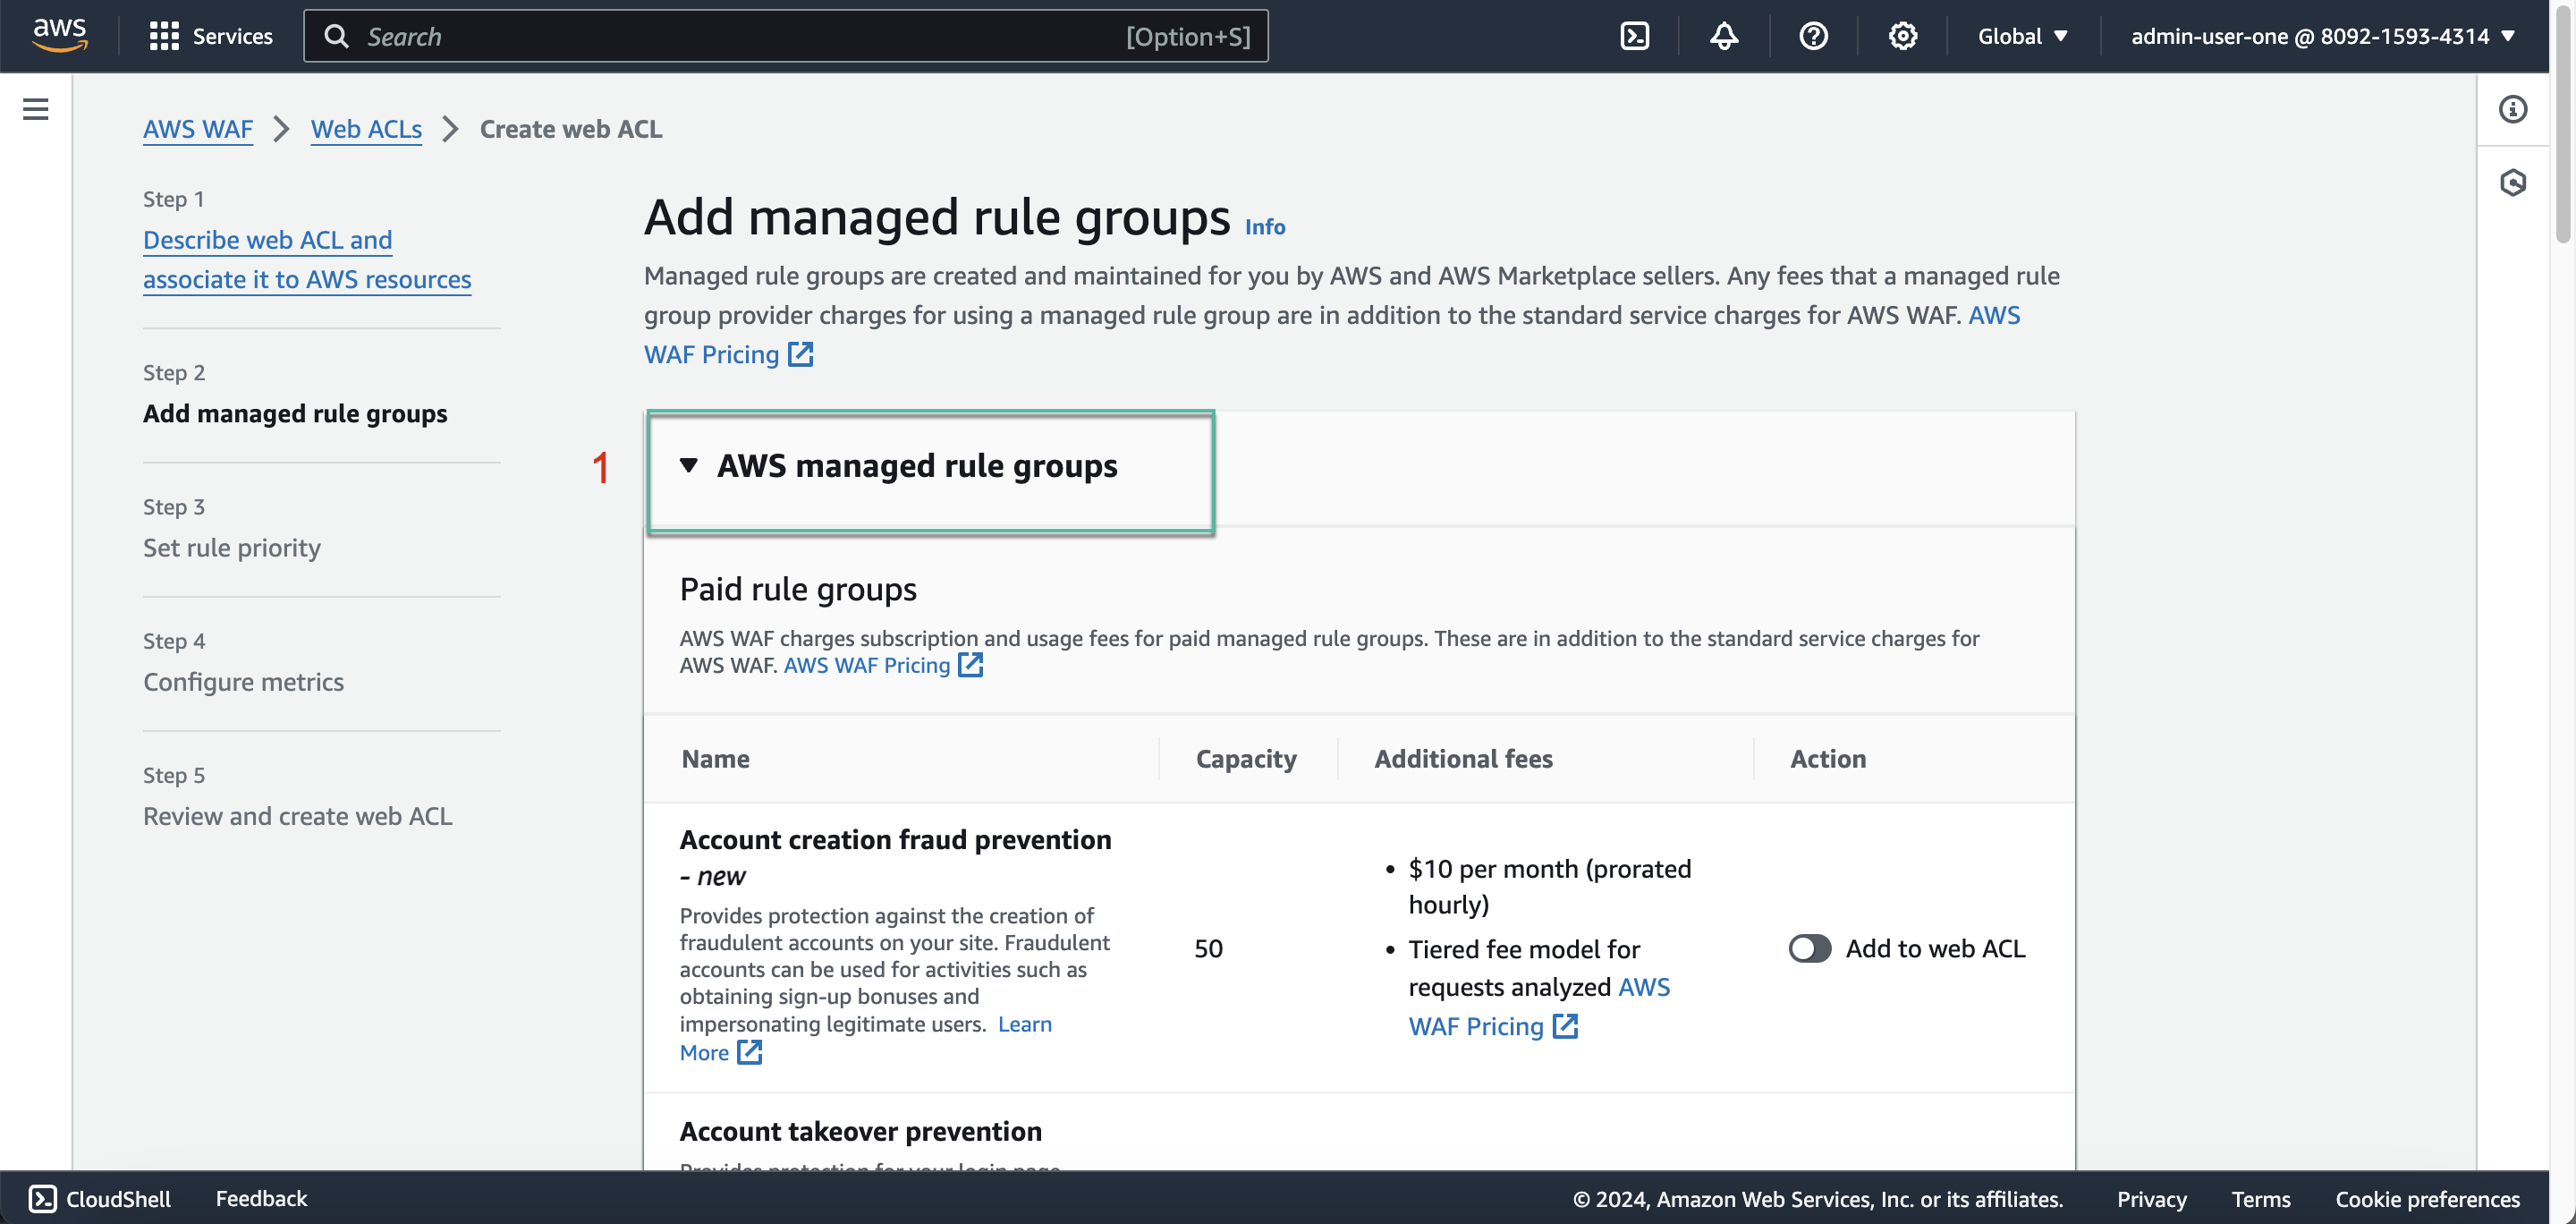 aws
Services
Search
[Option+S]
Global
admin-user-one @ 8092-1593-4314
AWS WAF
Web ACLs
Create web ACL
Step 1
Describe web ACL and
associate it to AWS resources
Step 2
Add managed rule groups
Step 3
Set rule priority
Step 4
Configure metrics
Step 5
Review and create web ACL
Add managed rule groups Info
Managed rule groups are created and maintained for you by AWS and AWS Marketplace sellers. Any fees that a managed rule
group provider charges for using a managed rule group are in addition to the standard service charges for AWS WAF. AWS
WAF Pricing
1
AWS managed rule groups
Paid rule groups
AWS WAF charges subscription and usage fees for paid managed rule groups. These are in addition to the standard service charges for
AWS WAF. AWS WAF Pricing
Name
Capacity
Additional fees
Action
Account creation fraud prevention
- new
Provides protection against the creation of
fraudulent accounts on your site. Fraudulent
accounts can be used for activities such as
obtaining sign-up bonuses and
impersonating legitimate users. Learn
More
50
• $10 per month (prorated
hourly)
• Tiered fee model for
requests analyzed AWS
WAF Pricing
Add to web ACL
Account takeover prevention
Provides protection for your login page
CloudShell
Feedback
© 2024, Amazon Web Services, Inc. or its affiliates.
Privacy
Terms
Cookie preferences